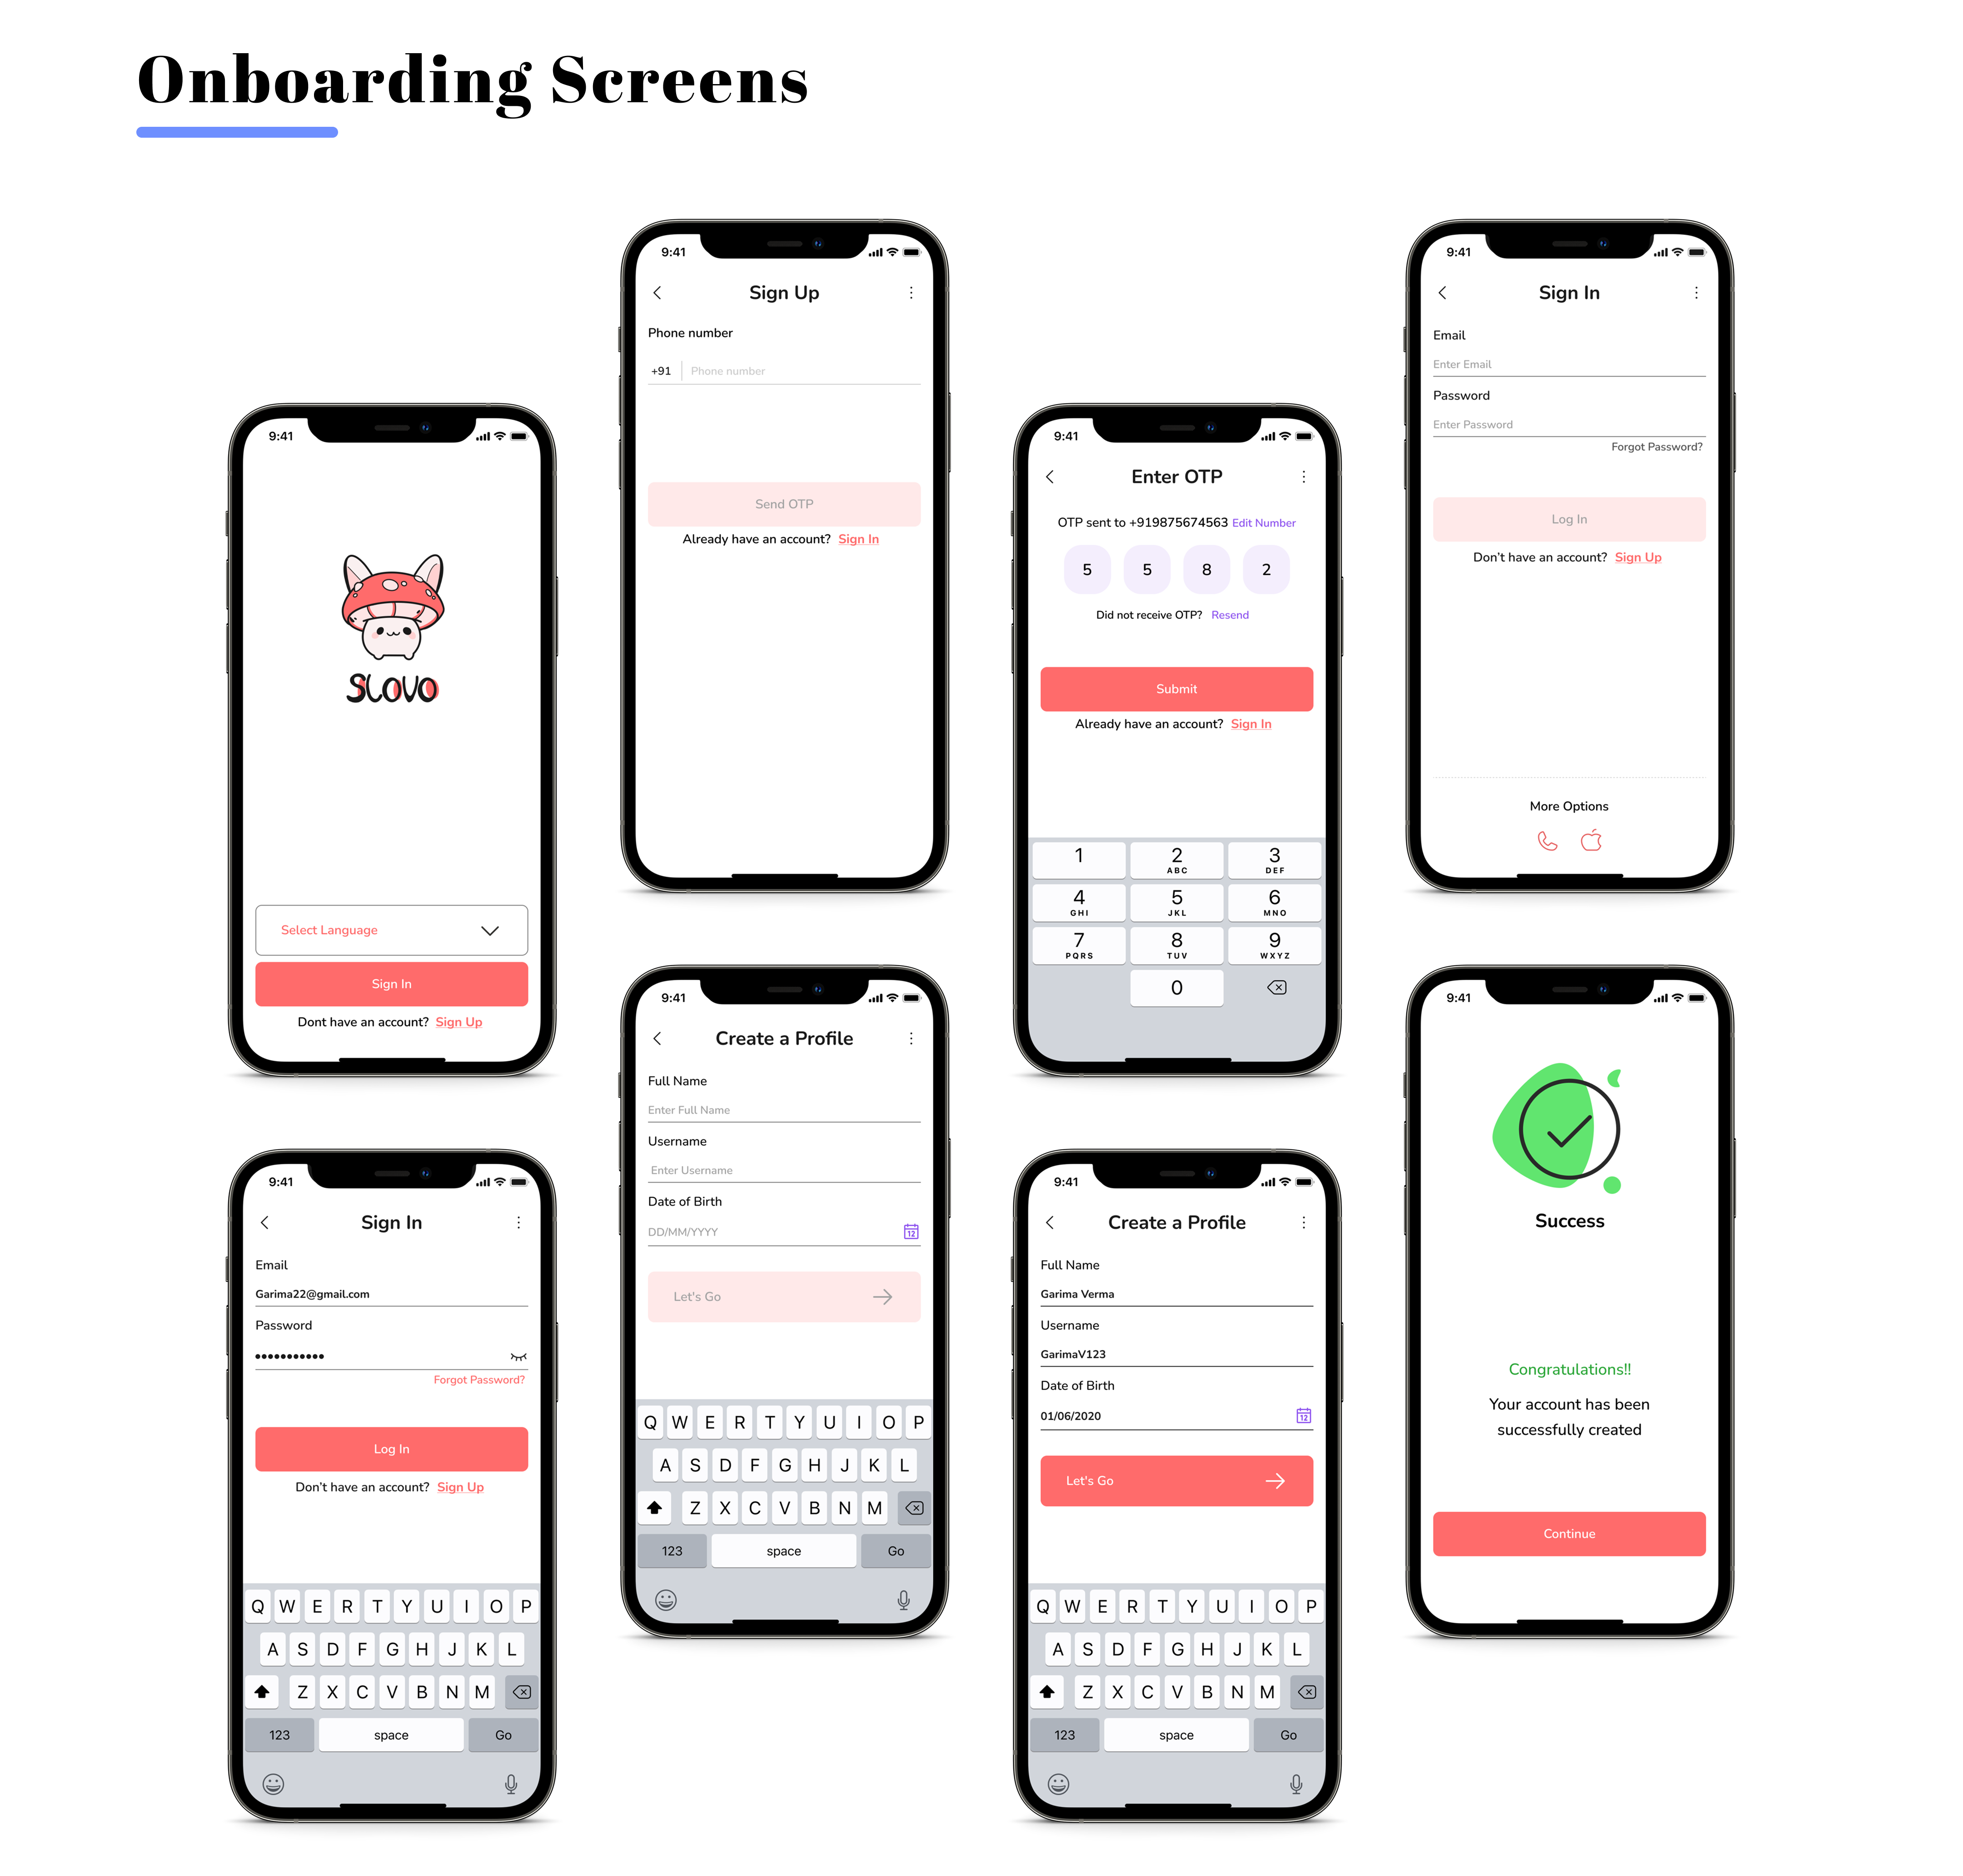 Onboarding Screens
9:41
SLOVO
Select Language
Sign In
Dont have an account? Sign Up
9:41
Sign Up
Phone number
+91 Phone number
Send OTP
Already have an account? Sign In
9:41
Enter OTP
OTP sent to +919875674563 Edit Number
5 5 8 2
Did not receive OTP? Resend
Submit
Already have an account? Sign In
1 2 3
ABC DEF
4 5 6
GHI JKL MNO
7 8 9
PQRS TUV WXYZ
0
9:41
Sign In
Email
Enter Email
Password
Enter Password
Forgot Password?
Log In
Don't have an account? Sign Up
More Options
9:41
Sign In
Email
Garima22@gmail.com
Password
Forgot Password?
Log In
Don't have an account? Sign Up
Q W E R T Y U I O P
A S D F G H J K L
Z X C V B N M
123 space Go
9:41
Create a Profile
Full Name
Enter Full Name
Username
Enter Username
Date of Birth
DD/MM/YYYY 12
Let's Go
Q W E R T Y U I O P
A S D F G H J K L
Z X C V B N M
123 space Go
9:41
Create a Profile
Full Name
Garima Verma
Username
GarimaV123
Date of Birth
01/06/2020 12
Let's Go
Q W E R T Y U I O P
A S D F G H J K L
Z X C V B N M
123 space Go
9:41
Success
Congratulations!!
Your account has been
successfully created
Continue